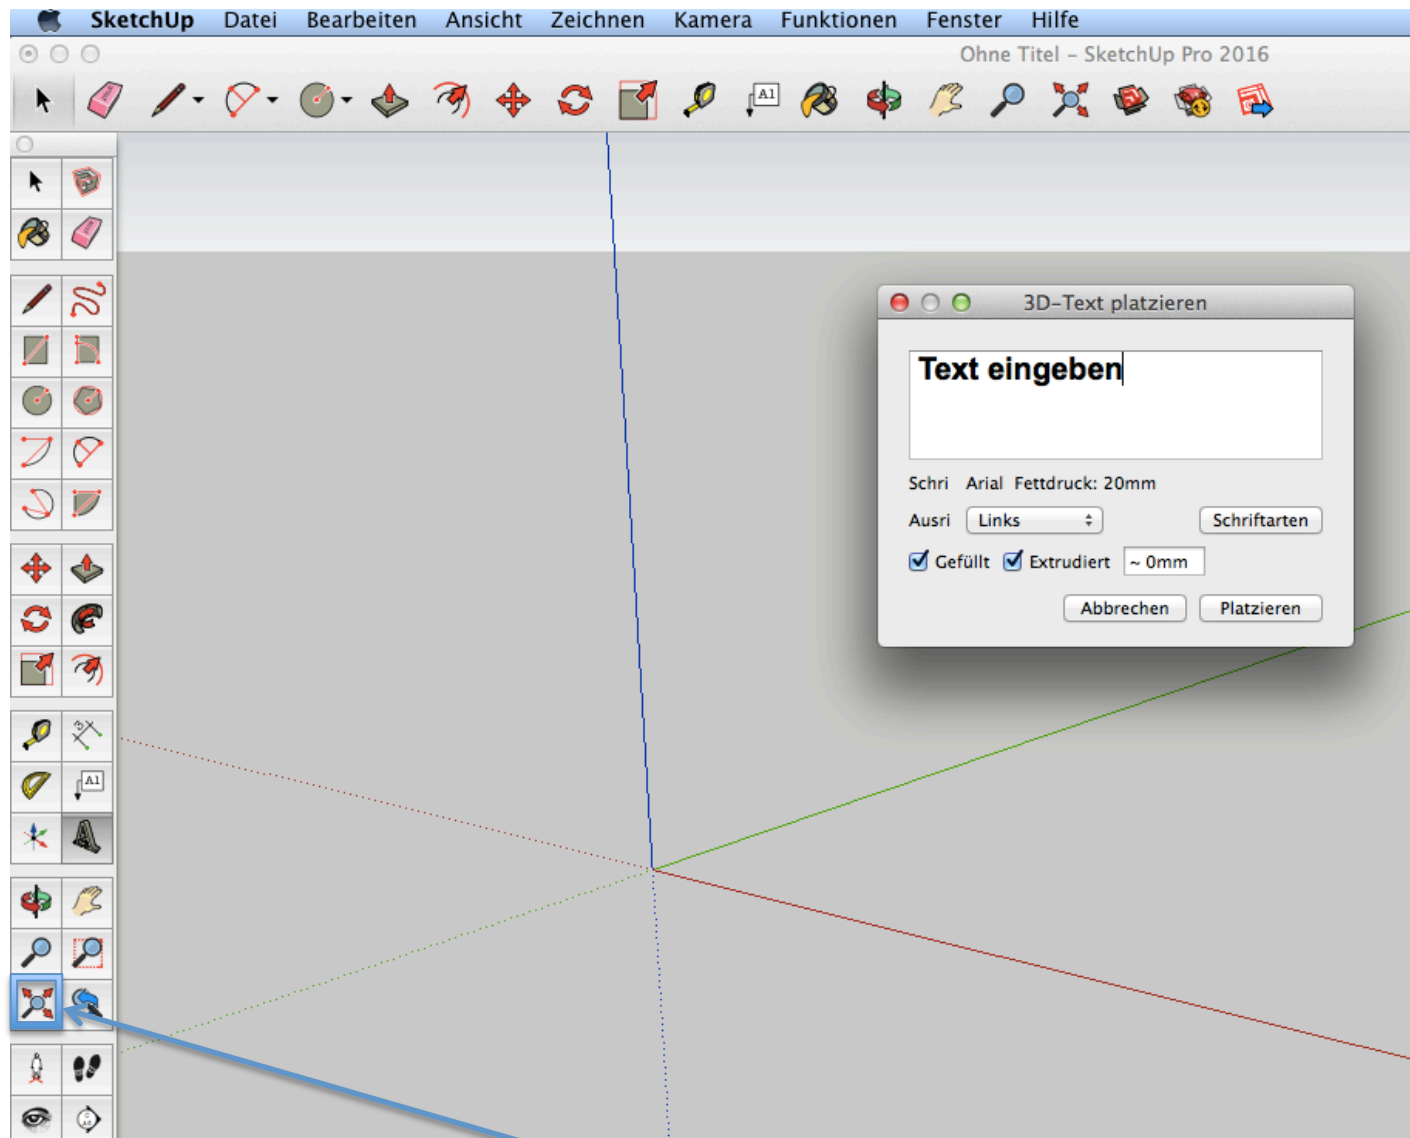 SketchUp Datei Bearbeiten Ansicht Zeichnen Kamera Funktionen Fenster Hilfe
Ohne Titel – SketchUp Pro 2016
A1
3D-Text platzieren
Text eingeben
Schri Arial Fettdruck: 20mm
Ausri Links Schriftarten
Gefüllt Extrudiert ~ 0mm
Abbrechen Platzieren
A1